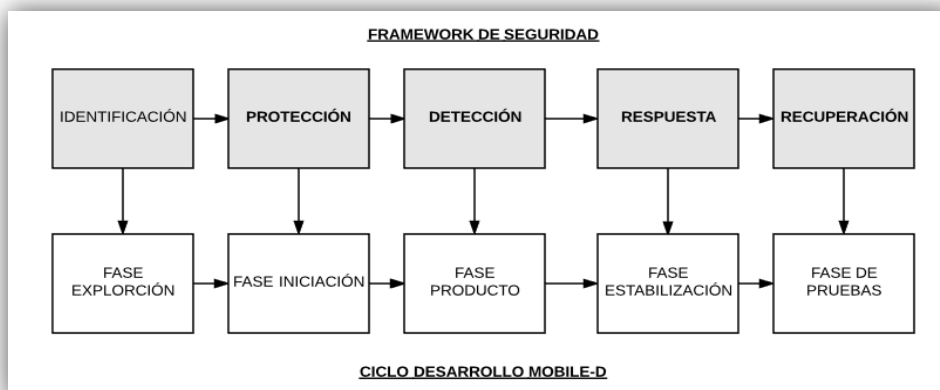 FRAMEWORK DE SEGURIDAD
IDENTIFICACIÓN
PROTECCIÓN
DETECCIÓN
RESPUESTA
RECUPERACIÓN
FASE
EXPLORCIÓN
FASE INICIACIÓN
FASE
PRODUCTO
FASE
ESTABILIZACIÓN
FASE DE
PRUEBAS
CICLO DESARROLLO MOBILE-D